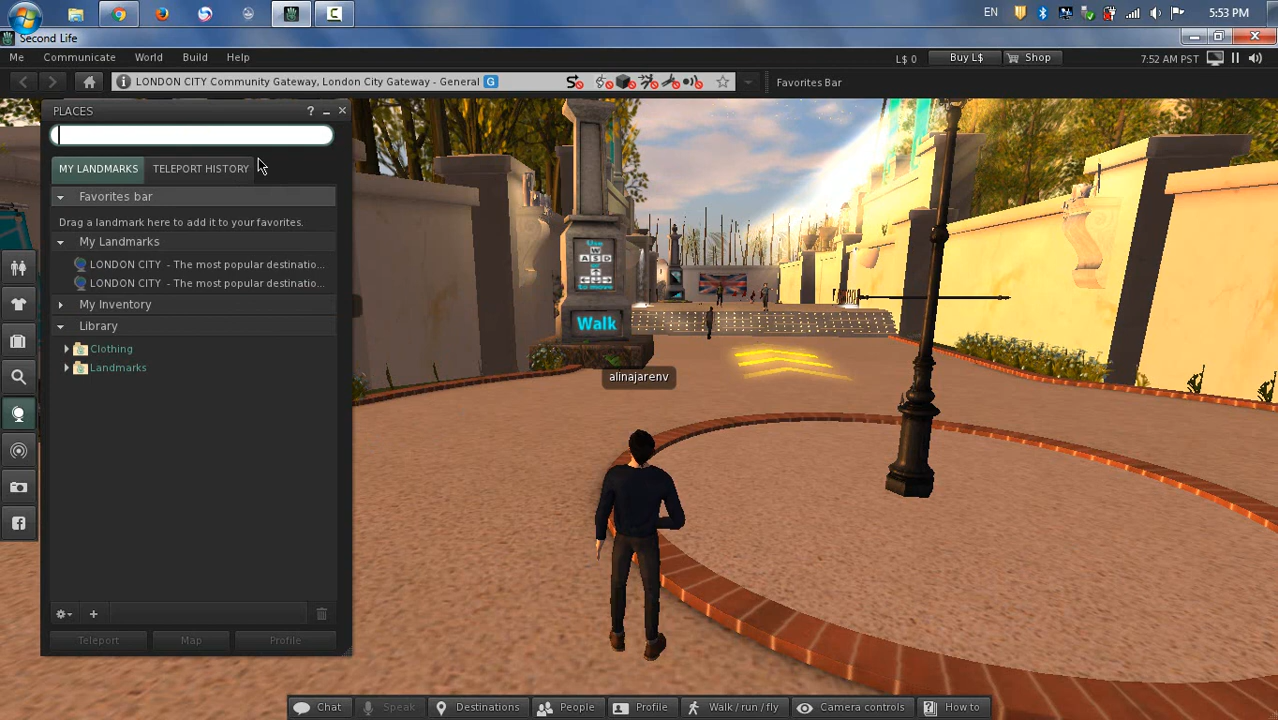 EN
5:53 PM
Second Life
Me Communicate World Build Help
L$ 0 Buy L$ Shop 7:52 AM PST
LONDON CITY Community Gateway, London City Gateway - General G
Favorites Bar
PLACES ?
MY LANDMARKS TELEPORT HISTORY
Favorites bar
Drag a landmark here to add it to your favorites.
My Landmarks
LONDON CITY - The most popular destinatio...
LONDON CITY - The most popular destinatio...
My Inventory
Library
Clothing
Landmarks
Teleport Map Profile
Use
W
A S D
or
to move
Walk
alinajarenv
Chat Speak Destinations People Profile Walk / run / fly Camera controls How to